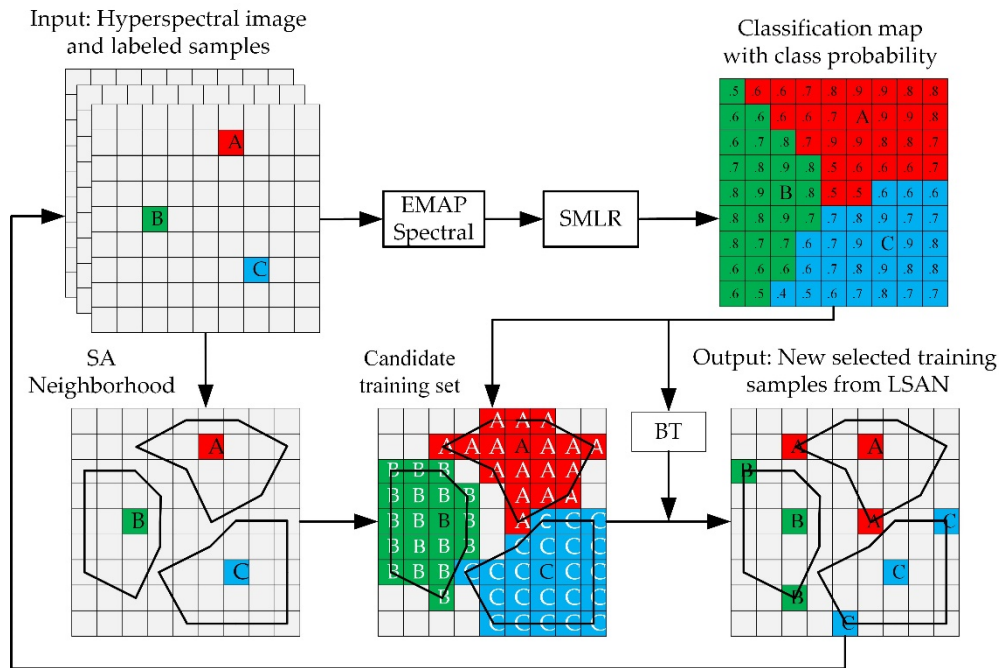 Input: Hyperspectral image
and labeled samples
A
B
C
EMAP
Spectral
SMLR
Classification map
with class probability
.5 .6 .6 .7 .8 .9 .9 .8 .8
.6 .6 .6 .6 .7 A .9 .9 .8
.6 .7 .8 .7 .9 .9 .8 .8 .7
.7 .8 .9 .8 .5 .6 .6 .6 .7
.8 .9 B .8 .5 .5 .6 .6 .6
.8 .8 .9 .7 .7 .8 .9 .9 .8
.8 .7 .7 .6 .7 .9 C .9 .8
.6 .6 .6 .6 .7 .8 .9 .8 .8
.6 .5 .4 .5 .6 .7 .8 .7 .7
SA
Neighborhood
A
B
C
Candidate
training set
A A A
A A A A A A A
B B B A A A A
B B B B A A A
B B B B A C C C
B B B B C C C C
B B B C C C C C C
B C C C C C
C C C C C
BT
Output: New selected training
samples from LSAN
A A
B
B A C
C
B
C